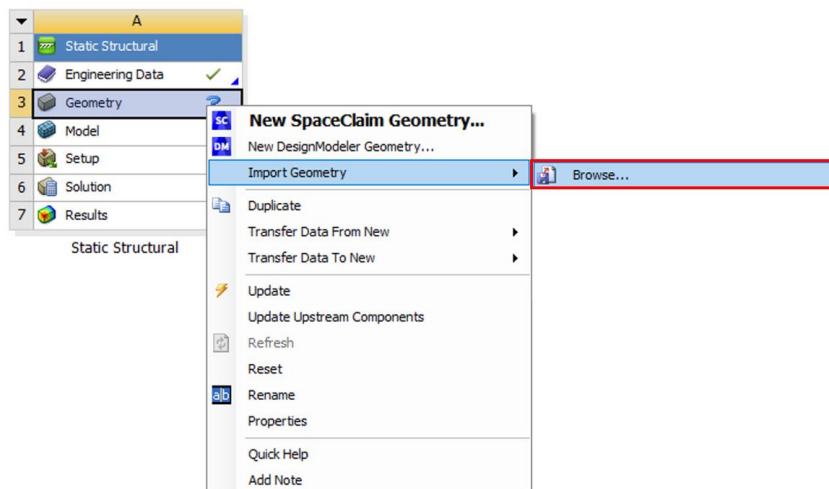 A
1 Static Structural
2 Engineering Data
3 Geometry
4 Model
5 Setup
6 Solution
7 Results
Static Structural
SC New SpaceClaim Geometry...
DM New DesignModeler Geometry...
Import Geometry
Browse...
Duplicate
Transfer Data From New
Transfer Data To New
Update
Update Upstream Components
Refresh
Reset
a|b Rename
Properties
Quick Help
Add Note